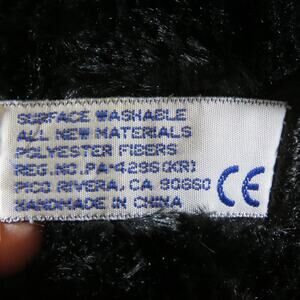 SURFACE WASHABLE
ALL NEW MATERIALS
POLYESTER FIBERS
REG.NO.PA-4295(KR)
PICO RIVERA, CA 90660
HANDMADE IN CHINA
CE